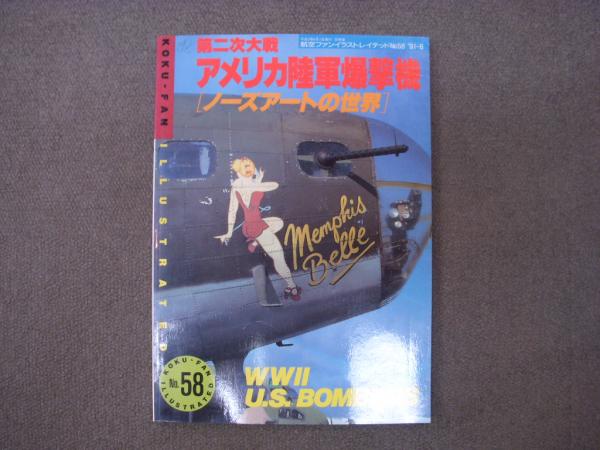 航空ファンイラストレイテッドNo.58 '91-6
第二次大戦
アメリカ陸軍爆撃機
[ノーズアートの世界]
KOKU-FAN ILLUSTRATED
Memphis
Belle
KOKU-FAN
No.58
ILLUSTRATED
WWII
U.S.